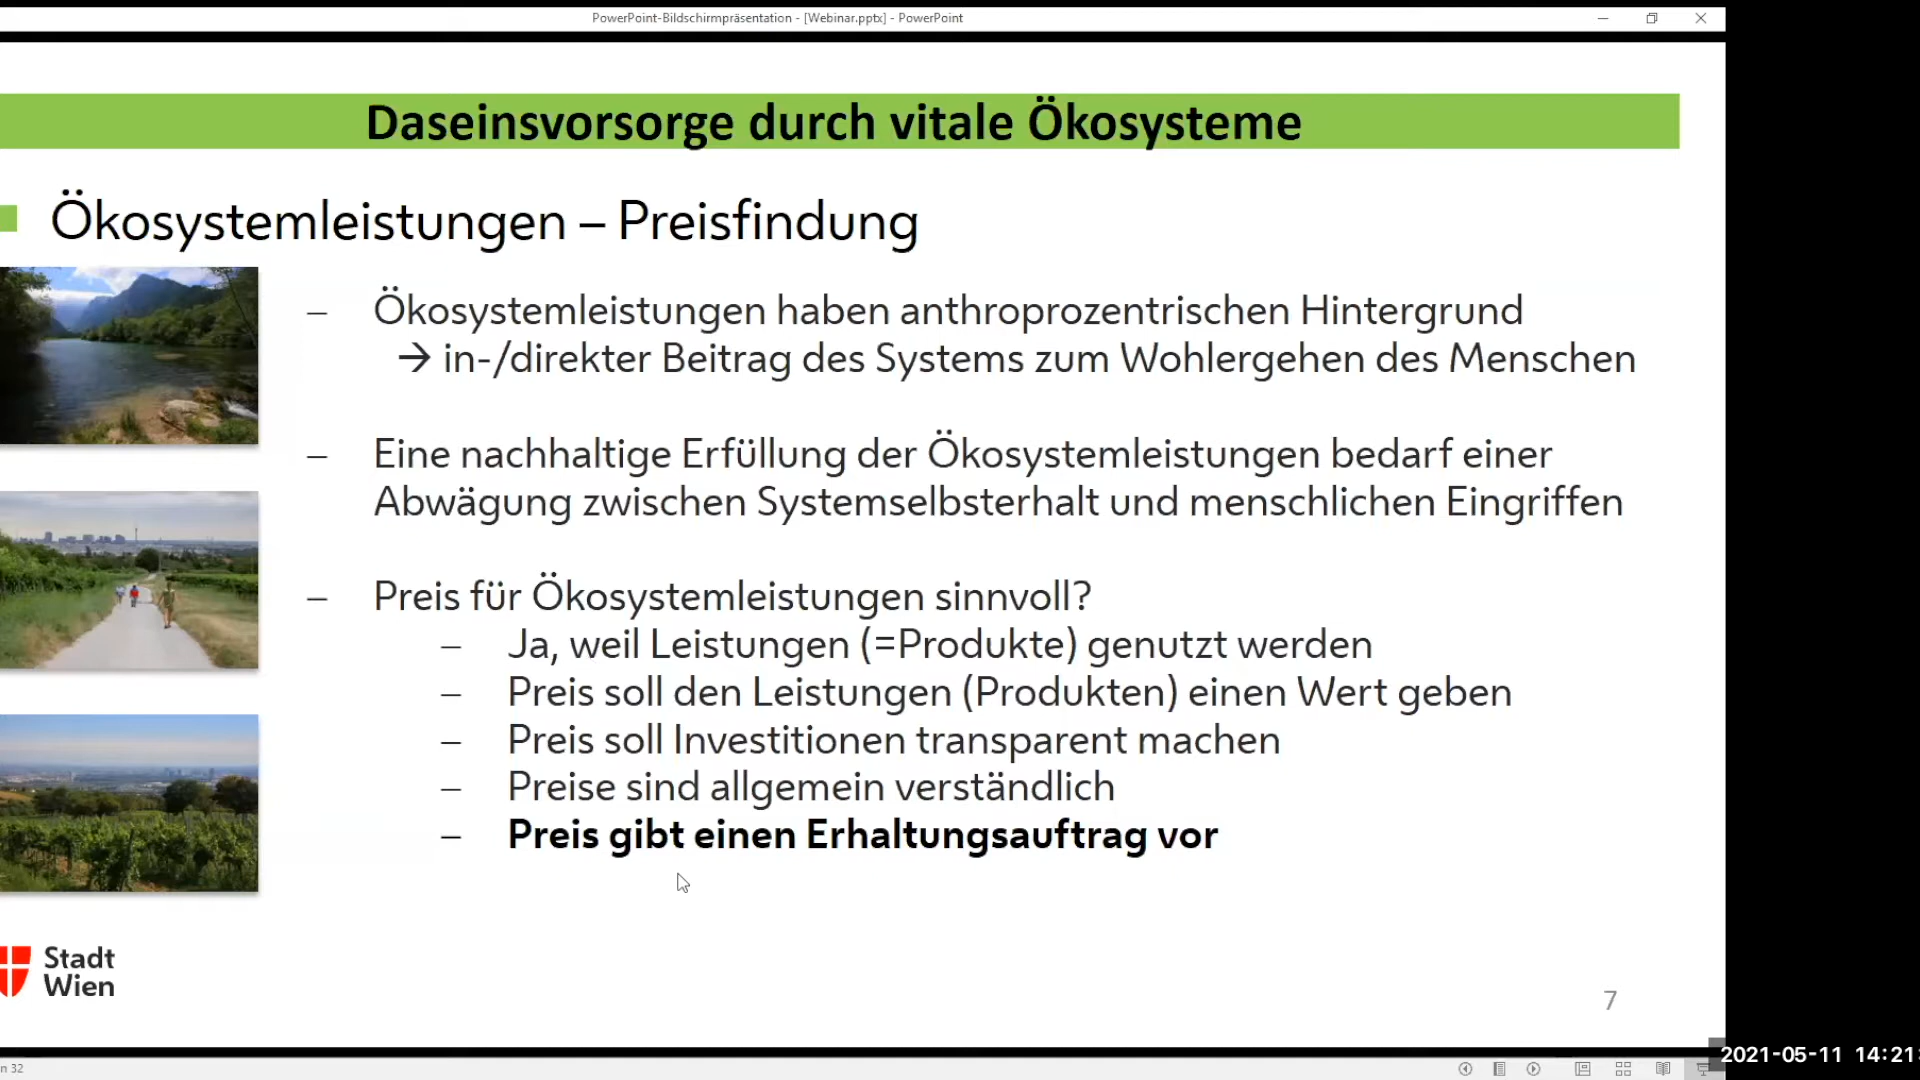 PowerPoint-Bildschirmpräsentation - [Webinar.pptx] - PowerPoint
Daseinsvorsorge durch vitale Ökosysteme
Ökosystemleistungen – Preisfindung
– Ökosystemleistungen haben anthroprozentrischen Hintergrund
→ in-/direkter Beitrag des Systems zum Wohlergehen des Menschen
– Eine nachhaltige Erfüllung der Ökosystemleistungen bedarf einer
Abwägung zwischen Systemselbsterhalt und menschlichen Eingriffen
– Preis für Ökosystemleistungen sinnvoll?
– Ja, weil Leistungen (=Produkte) genutzt werden
– Preis soll den Leistungen (Produkten) einen Wert geben
– Preis soll Investitionen transparent machen
– Preise sind allgemein verständlich
– Preis gibt einen Erhaltungsauftrag vor
Stadt
Wien
7
n 32
2021-05-11 14:21: